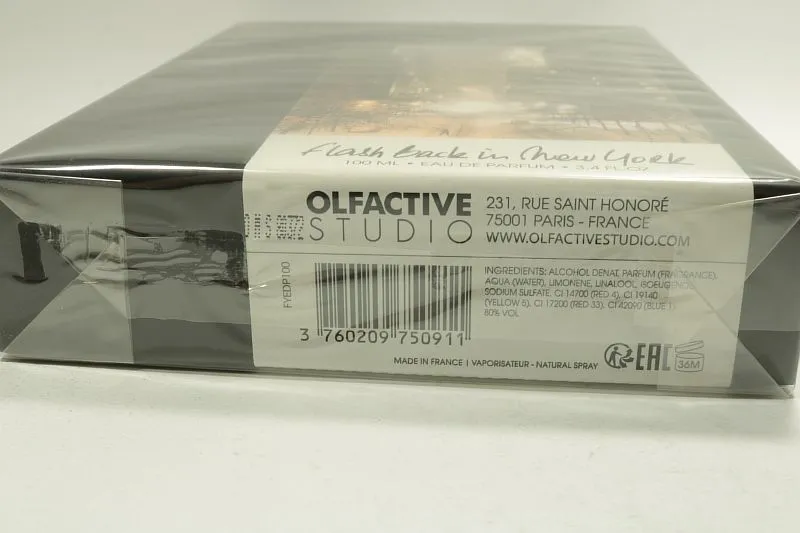 Flash Back in New York
100 ML • EAU DE PARFUM • 3.4 FL.OZ
OLFACTIVE
STUDIO
231, RUE SAINT HONORÉ
75001 PARIS - FRANCE
WWW.OLFACTIVESTUDIO.COM
FYEDP100
3 760209 750911
INGREDIENTS: ALCOHOL DENAT, PARFUM (FRAGRANCE),
AQUA (WATER), LIMONENE, LINALOOL, ISOEUGENOL,
SODIUM SULFATE, CI 14700 (RED 4), CI 19140
(YELLOW 5), CI 17200 (RED 33), CI 42090 (BLUE 1)
80% VOL
MADE IN FRANCE | VAPORISATEUR - NATURAL SPRAY
EAC
36M